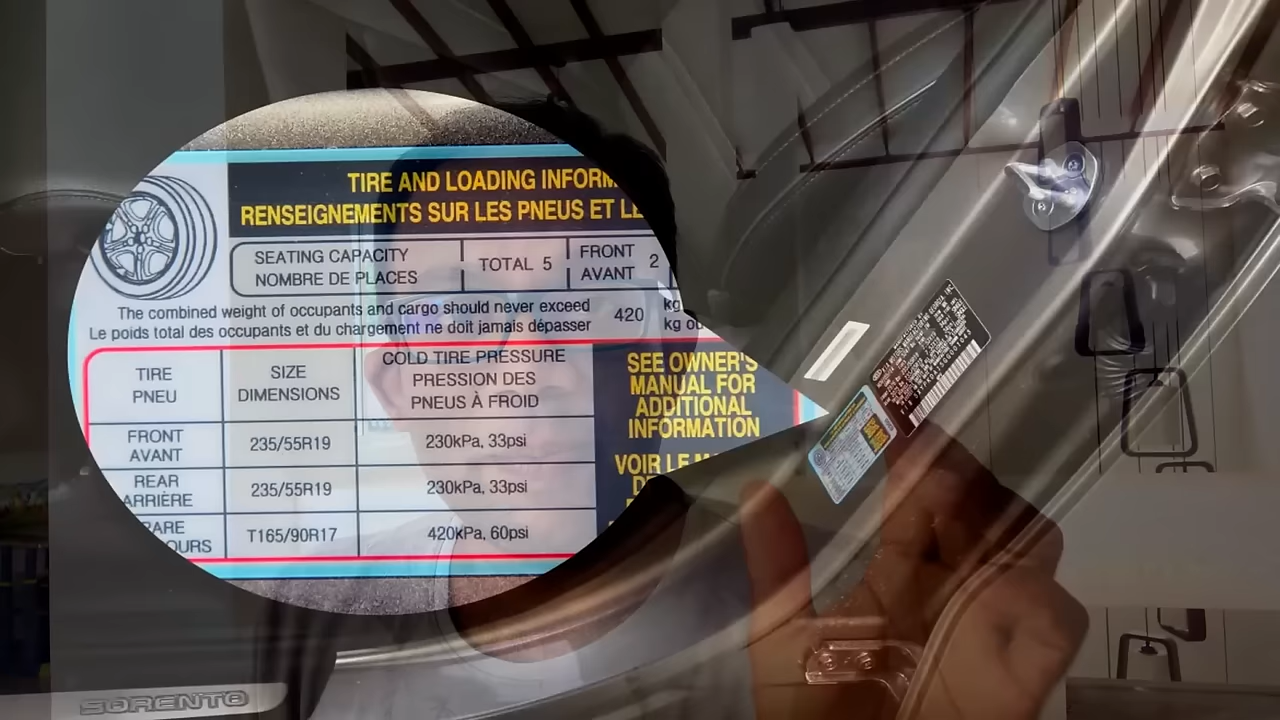 TIRE AND LOADING INFORM
RENSEIGNEMENTS SUR LES PNEUS ET LE
SEATING CAPACITY
NOMBRE DE PLACES
TOTAL 5
FRONT
AVANT
2
The combined weight of occupants and cargo should never exceed
Le poids total des occupants et du chargement ne doit jamais dépasser
420
kg
kg ou
TIRE
PNEU
SIZE
DIMENSIONS
COLD TIRE PRESSURE
PRESSION DES
PNEUS À FROID
SEE OWNER'S
MANUAL FOR
ADDITIONAL
INFORMATION
VOIR LE M
FRONT
AVANT
235/55R19
230kPa, 33psi
REAR
ARRIÈRE
235/55R19
230kPa, 33psi
PARE
OURS
T165/90R17
420kPa, 60psi
SORENTO